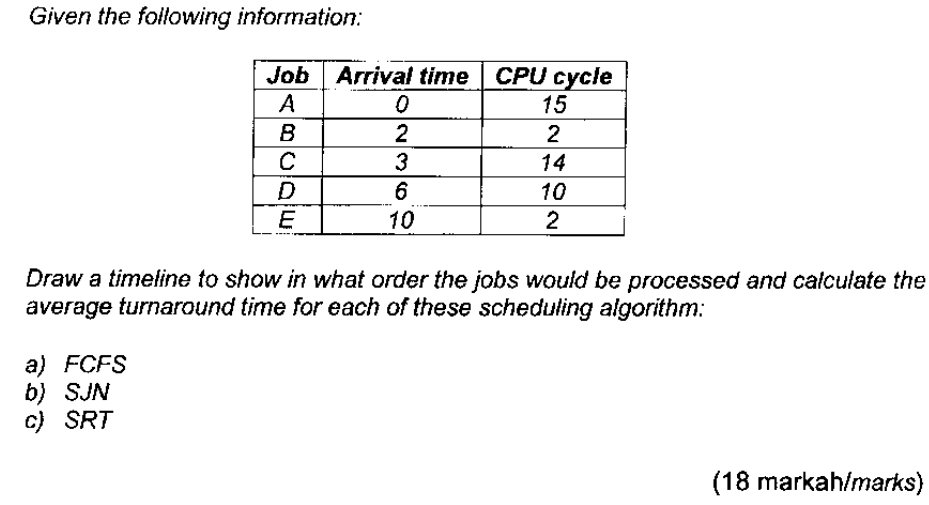 Given the following information:
Job Arrival time CPU cycle
A 0 15
B 2 2
C 3 14
D 6 10
E 10 2
Draw a timeline to show in what order the jobs would be processed and calculate the
average turnaround time for each of these scheduling algorithm:
a) FCFS
b) SJN
c) SRT
(18 markah/marks)